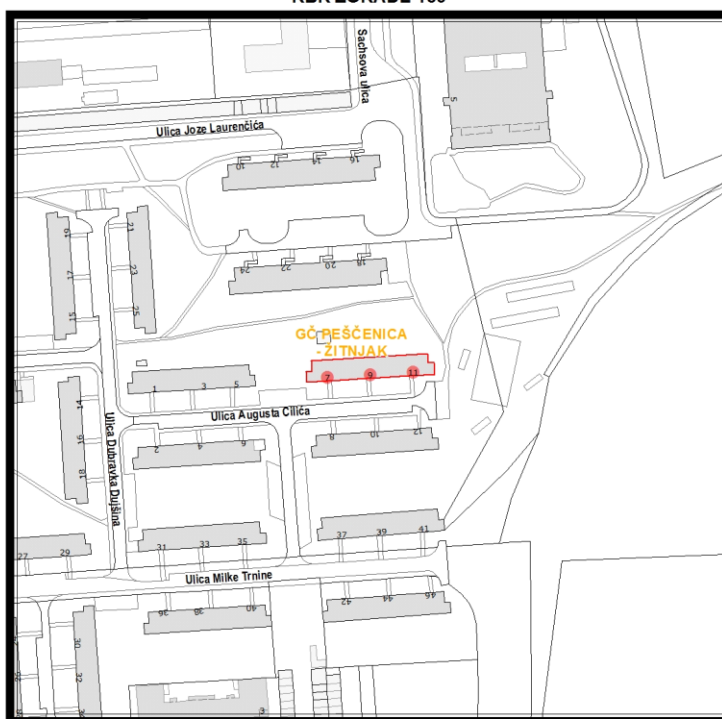 Sachsova ulica
5
Ulica Joze Laurenčića
10 12 14 16
19
21
17
23
24 22 20 18
15
25
GČ PEŠČENICA
- ŽITNJAK
7 9 11
1 3 5
Ulica Augusta Cilića
14
16
18
Ulica Dubravka Dujšina
2 4 6
8 10 12
27 29
31 33 35
37 39 41
Ulica Milke Trnine
36 38 40
42 44 46
30
32
3